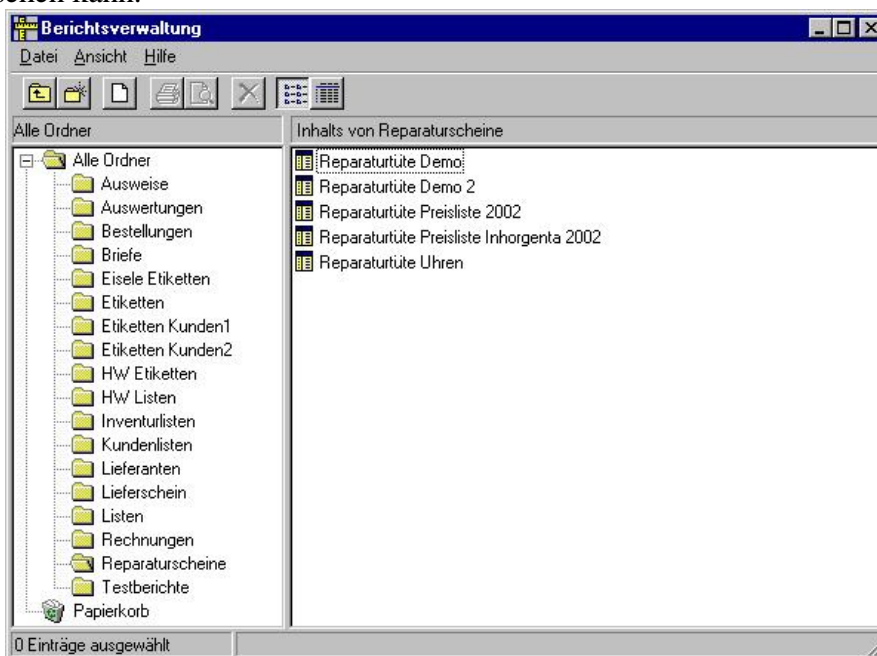 Berichtsverwaltung
Datei Ansicht Hilfe
Alle Ordner
Inhalts von Reparaturscheine
Alle Ordner
Ausweise
Auswertungen
Bestellungen
Briefe
Eisele Etiketten
Etiketten
Etiketten Kunden1
Etiketten Kunden2
HW Etiketten
HW Listen
Inventurlisten
Kundenlisten
Lieferanten
Lieferschein
Listen
Rechnungen
Reparaturscheine
Testberichte
Papierkorb
Reparaturtüte Demo
Reparaturtüte Demo 2
Reparaturtüte Preisliste 2002
Reparaturtüte Preisliste Inhorgenta 2002
Reparaturtüte Uhren
0 Einträge ausgewählt